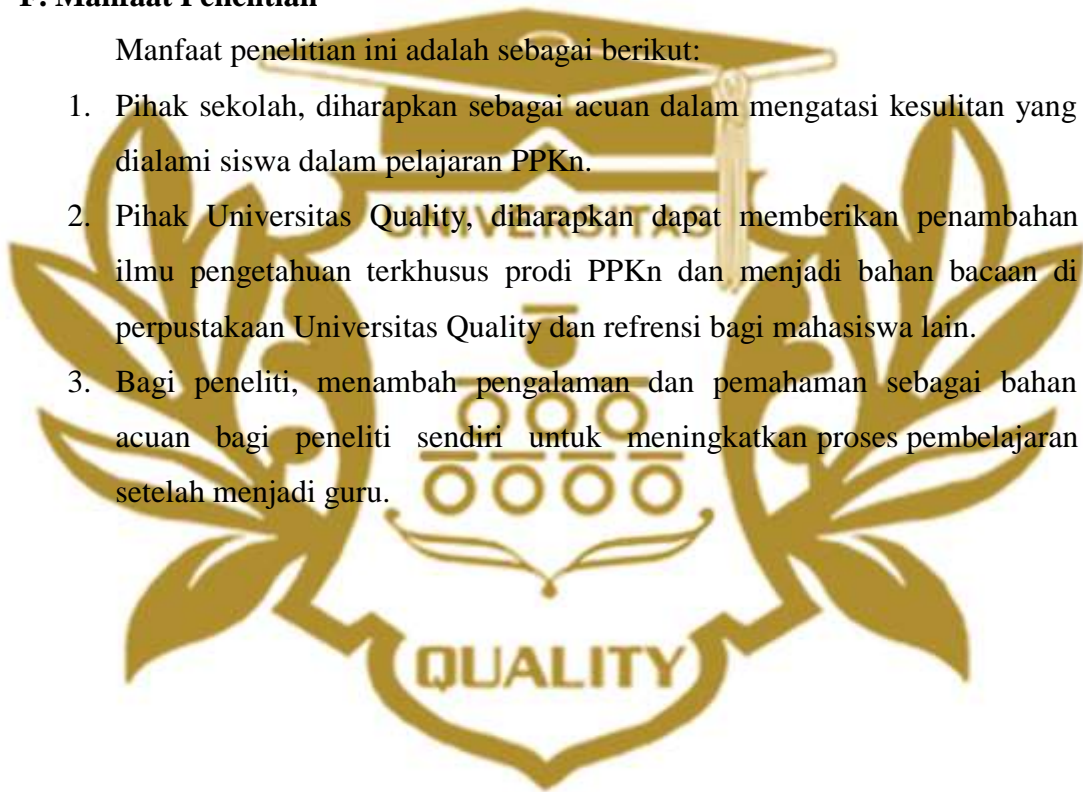 F. Manfaat Penelitian
Manfaat penelitian ini adalah sebagai berikut:
1. Pihak sekolah, diharapkan sebagai acuan dalam mengatasi kesulitan yang
dialami siswa dalam pelajaran PPKn.
2. Pihak Universitas Quality, diharapkan dapat memberikan penambahan
UNIVERSITAS
ilmu pengetahuan terkhusus prodi PPKn dan menjadi bahan bacaan di
perpustakaan Universitas Quality dan refrensi bagi mahasiswa lain.
3. Bagi peneliti, menambah pengalaman dan pemahaman sebagai bahan
acuan bagi peneliti sendiri untuk meningkatkan proses pembelajaran
setelah menjadi guru.
QUALITY